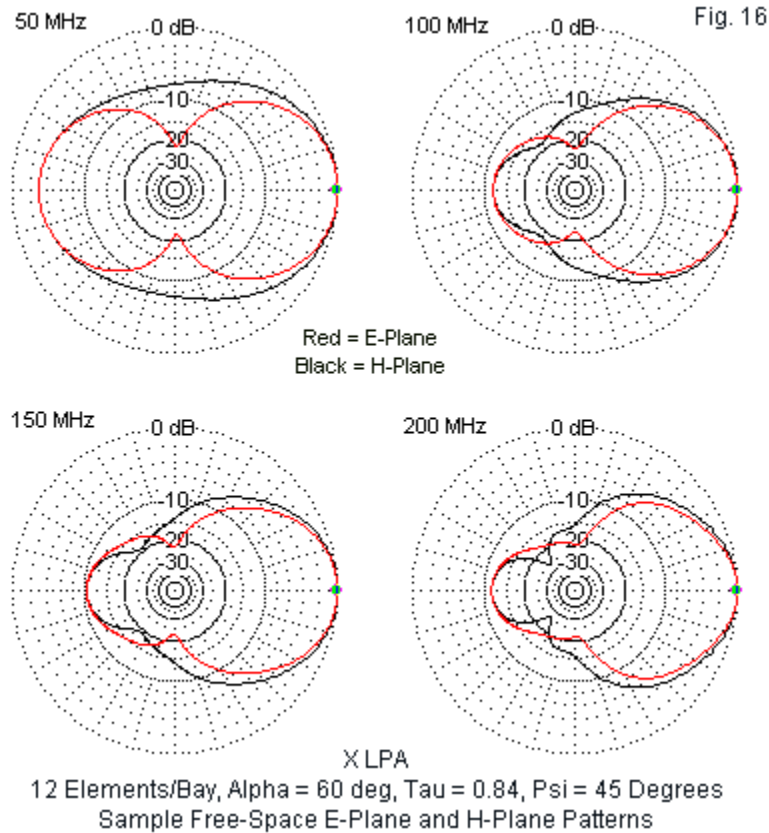 50 MHz
0 dB
-10
20
30
100 MHz
0 dB
-10
20
30
Fig. 16
Red = E-Plane
Black = H-Plane
150 MHz
0 dB
-10
20
30
200 MHz
0 dB
-10
20
-30
X LPA
12 Elements/Bay, Alpha = 60 deg, Tau = 0.84, Psi = 45 Degrees
Sample Free-Space E-Plane and H-Plane Patterns